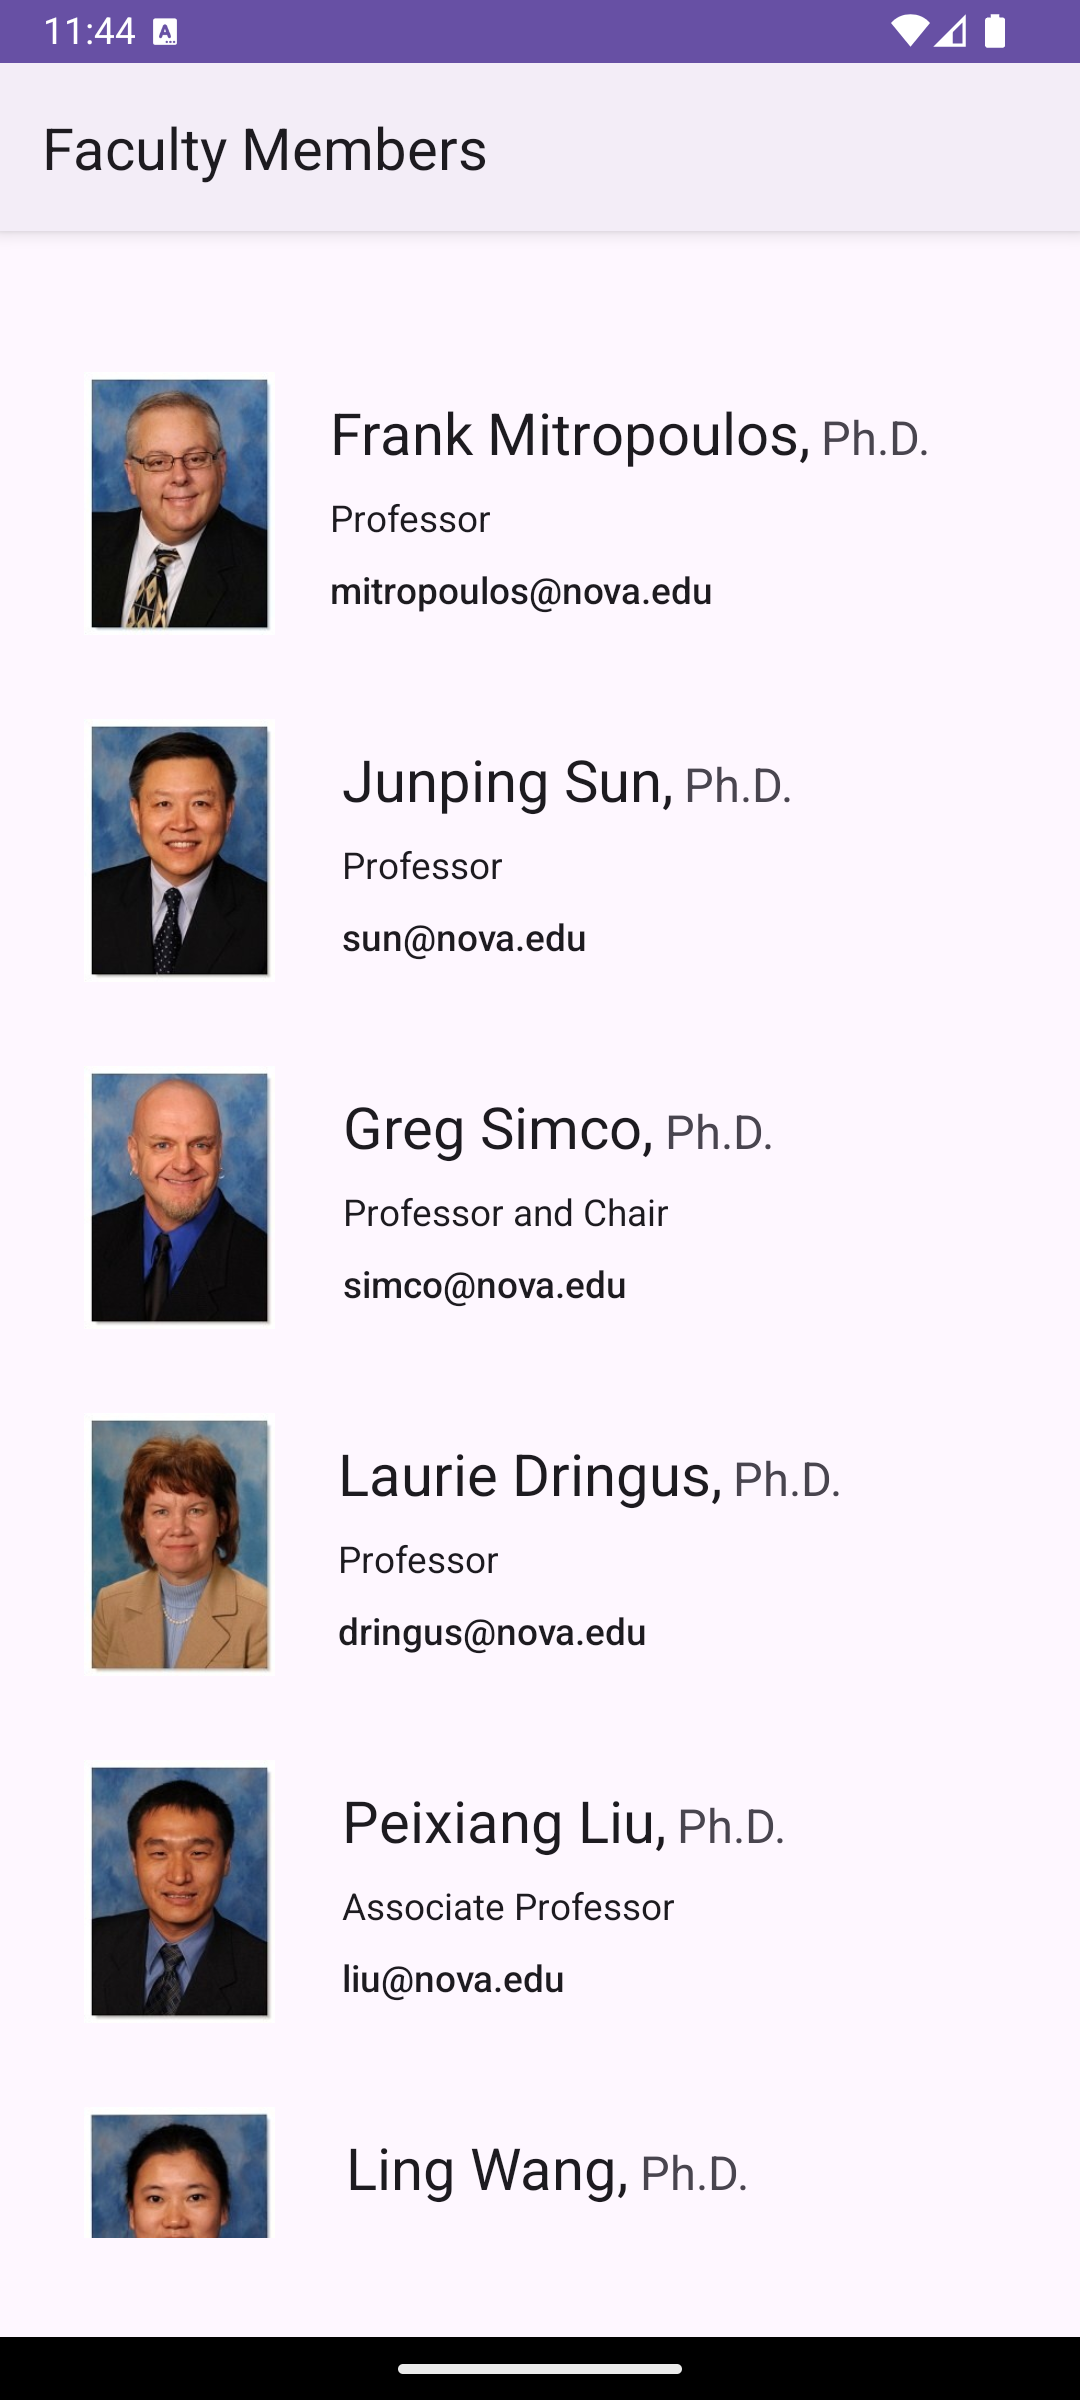 11:44
Faculty Members
Frank Mitropoulos, Ph.D.
Professor
mitropoulos@nova.edu
Junping Sun, Ph.D.
Professor
sun@nova.edu
Greg Simco, Ph.D.
Professor and Chair
simco@nova.edu
Laurie Dringus, Ph.D.
Professor
dringus@nova.edu
Peixiang Liu, Ph.D.
Associate Professor
liu@nova.edu
Ling Wang, Ph.D.